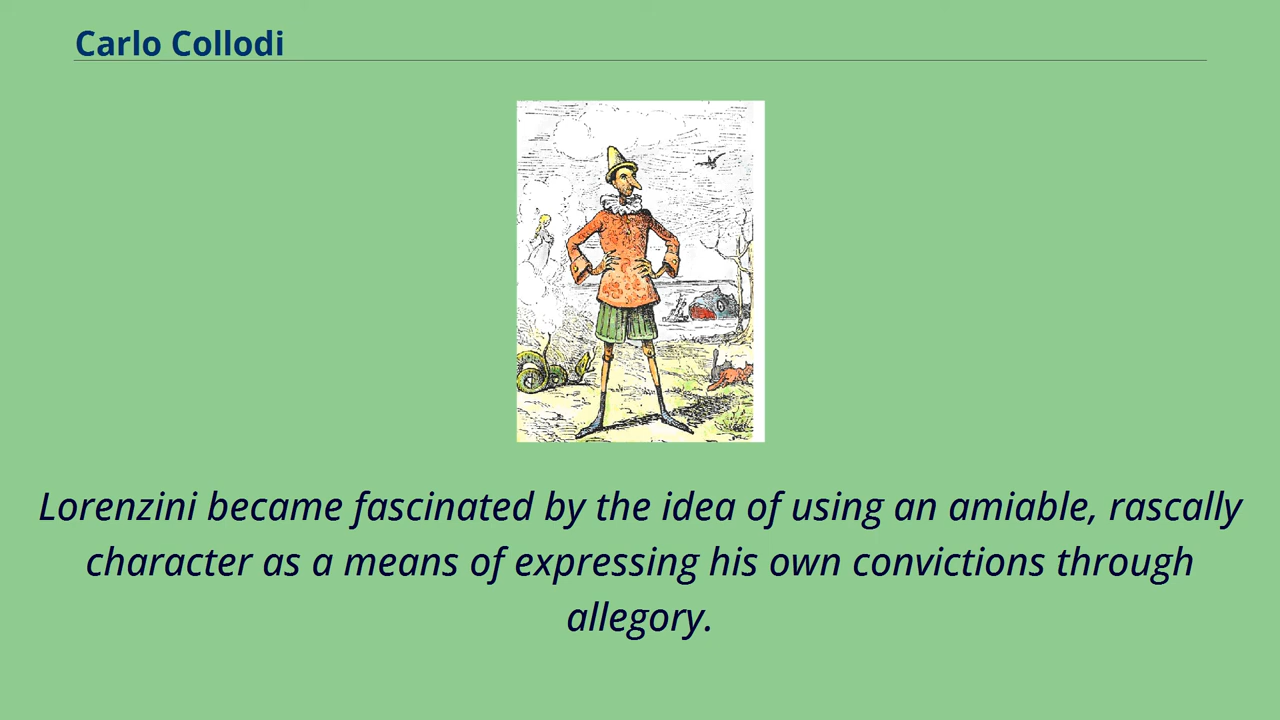 Carlo Collodi
Lorenzini became fascinated by the idea of using an amiable, rascally
character as a means of expressing his own convictions through
allegory.